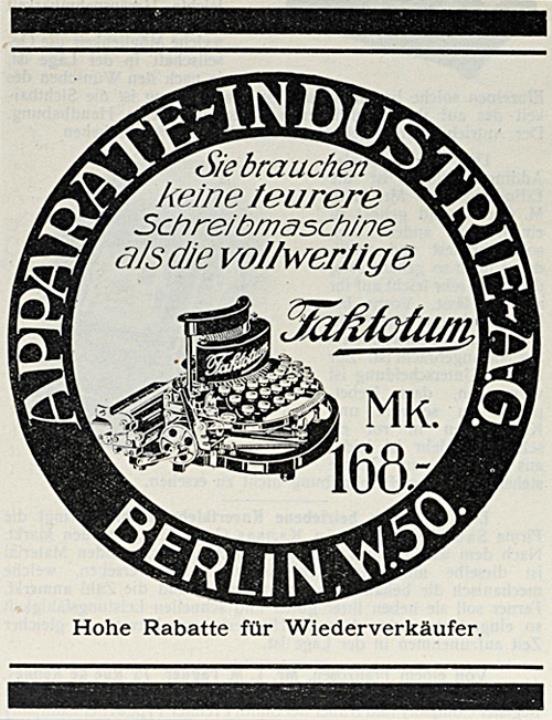 APPARATE-INDUSTRIE-A.G.
Sie brauchen
keine teurere
Schreibmaschine
als die vollwertige
Faktotum
Faktotum
Mk.
168.-
BERLIN, W.50.
Hohe Rabatte für Wiederverkäufer.